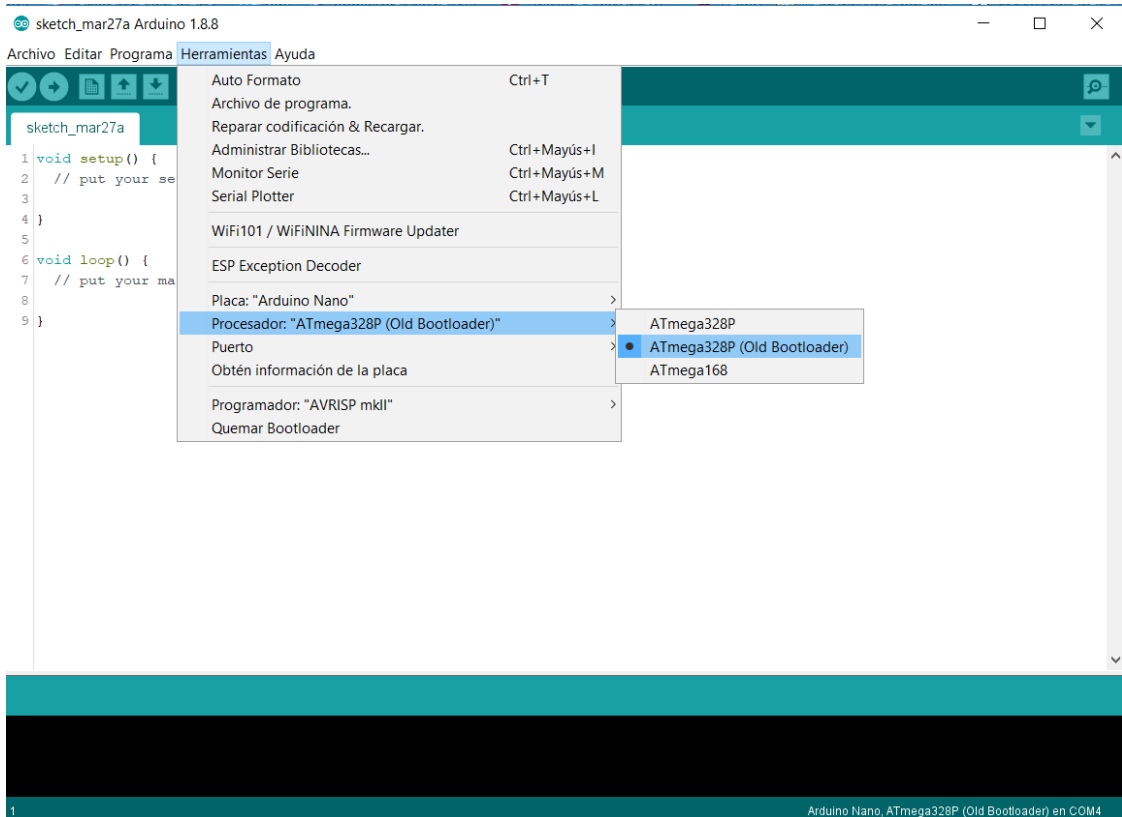 sketch_mar27a Arduino 1.8.8
Archivo Editar Programa Herramientas Ayuda
sketch_mar27a
Auto Formato Ctrl+T
Archivo de programa.
Reparar codificación & Recargar.
Administrar Bibliotecas... Ctrl+Mayús+I
Monitor Serie Ctrl+Mayús+M
Serial Plotter Ctrl+Mayús+L
WiFi101 / WiFiNINA Firmware Updater
ESP Exception Decoder
Placa: "Arduino Nano"
Procesador: "ATmega328P (Old Bootloader)"
Puerto
Obtén información de la placa
Programador: "AVRISP mkII"
Quemar Bootloader
ATmega328P
ATmega328P (Old Bootloader)
ATmega168
1 void setup() {
2 // put your se
3
4 }
5
6 void loop() {
7 // put your ma
8
9 }
1 Arduino Nano, ATmega328P (Old Bootloader) en COM4